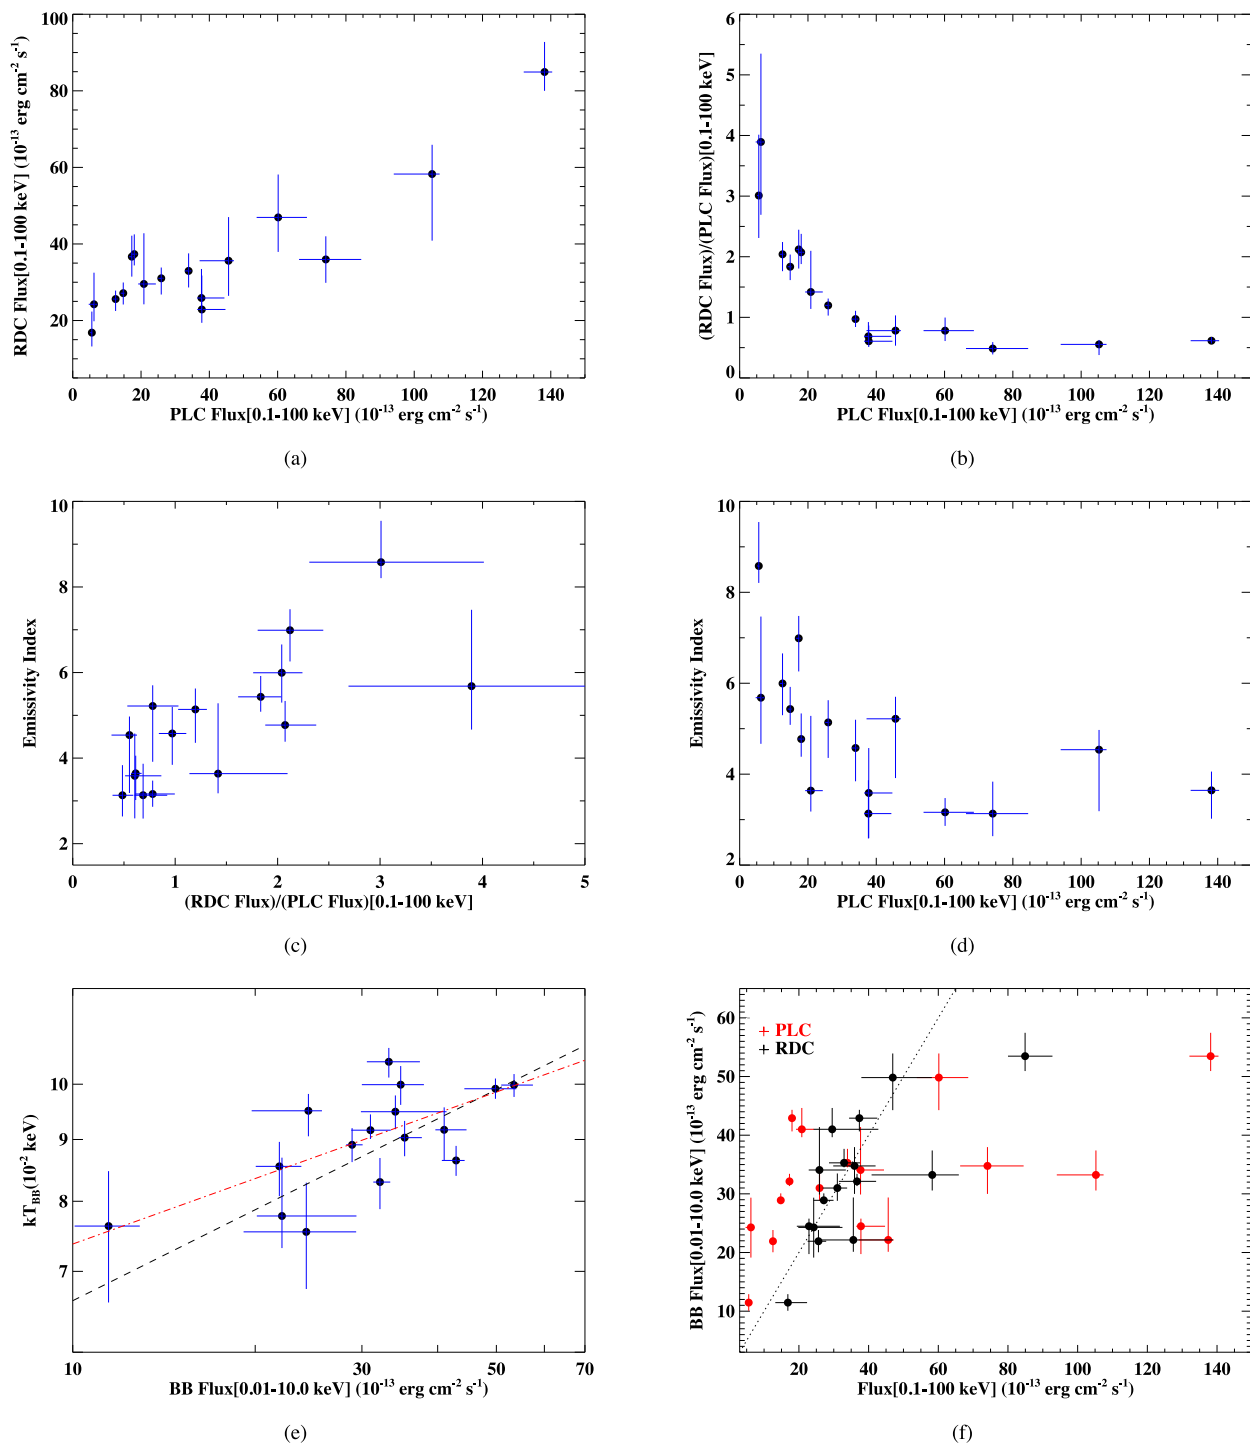 100
80
60
40
20
0 20 40 60 80 100 120 140
RDC Flux[0.1-100 keV] (10⁻¹³ erg cm⁻² s⁻¹)
PLC Flux[0.1-100 keV] (10⁻¹³ erg cm⁻² s⁻¹)
(a)
6
5
4
3
2
1
0
0 20 40 60 80 100 120 140
(RDC Flux)/(PLC Flux)[0.1-100 keV]
PLC Flux[0.1-100 keV] (10⁻¹³ erg cm⁻² s⁻¹)
(b)
10
8
6
4
2
0 1 2 3 4 5
Emissivity Index
(RDC Flux)/(PLC Flux)[0.1-100 keV]
(c)
10
8
6
4
2
0 20 40 60 80 100 120 140
Emissivity Index
PLC Flux[0.1-100 keV] (10⁻¹³ erg cm⁻² s⁻¹)
(d)
10
9
8
7
10 30 50 70
kT_BB(10⁻² keV)
BB Flux[0.01-10.0 keV] (10⁻¹³ erg cm⁻² s⁻¹)
(e)
PLC
RDC
60
50
40
30
20
10
20 40 60 80 100 120 140
BB Flux[0.01-10.0 keV] (10⁻¹³ erg cm⁻² s⁻¹)
Flux[0.1-100 keV] (10⁻¹³ erg cm⁻² s⁻¹)
(f)